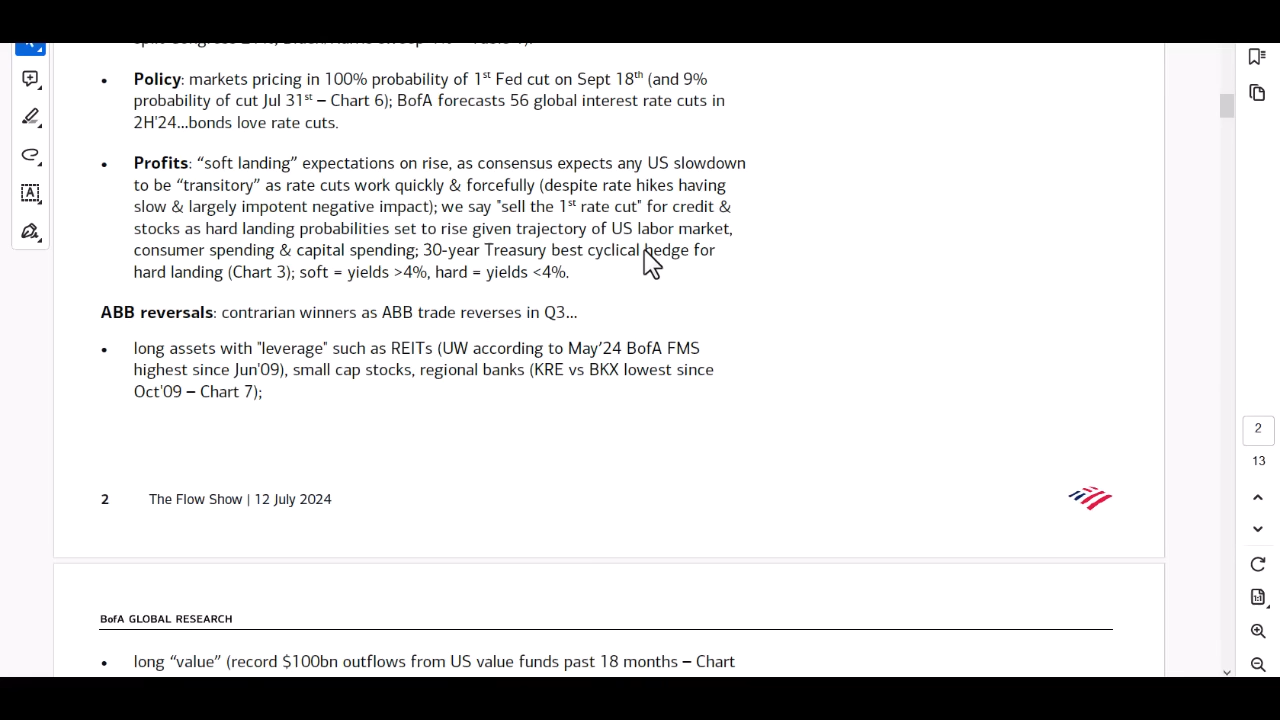 • Policy: markets pricing in 100% probability of 1st Fed cut on Sept 18th (and 9%
probability of cut Jul 31st – Chart 6); BofA forecasts 56 global interest rate cuts in
2H'24...bonds love rate cuts.
• Profits: “soft landing” expectations on rise, as consensus expects any US slowdown
to be “transitory” as rate cuts work quickly & forcefully (despite rate hikes having
slow & largely impotent negative impact); we say "sell the 1st rate cut" for credit &
stocks as hard landing probabilities set to rise given trajectory of US labor market,
consumer spending & capital spending; 30-year Treasury best cyclical hedge for
hard landing (Chart 3); soft = yields >4%, hard = yields <4%.
ABB reversals: contrarian winners as ABB trade reverses in Q3...
• long assets with "leverage" such as REITs (UW according to May’24 BofA FMS
highest since Jun'09), small cap stocks, regional banks (KRE vs BKX lowest since
Oct'09 – Chart 7);
2 The Flow Show | 12 July 2024
BofA GLOBAL RESEARCH
• long “value” (record $100bn outflows from US value funds past 18 months – Chart
2
13